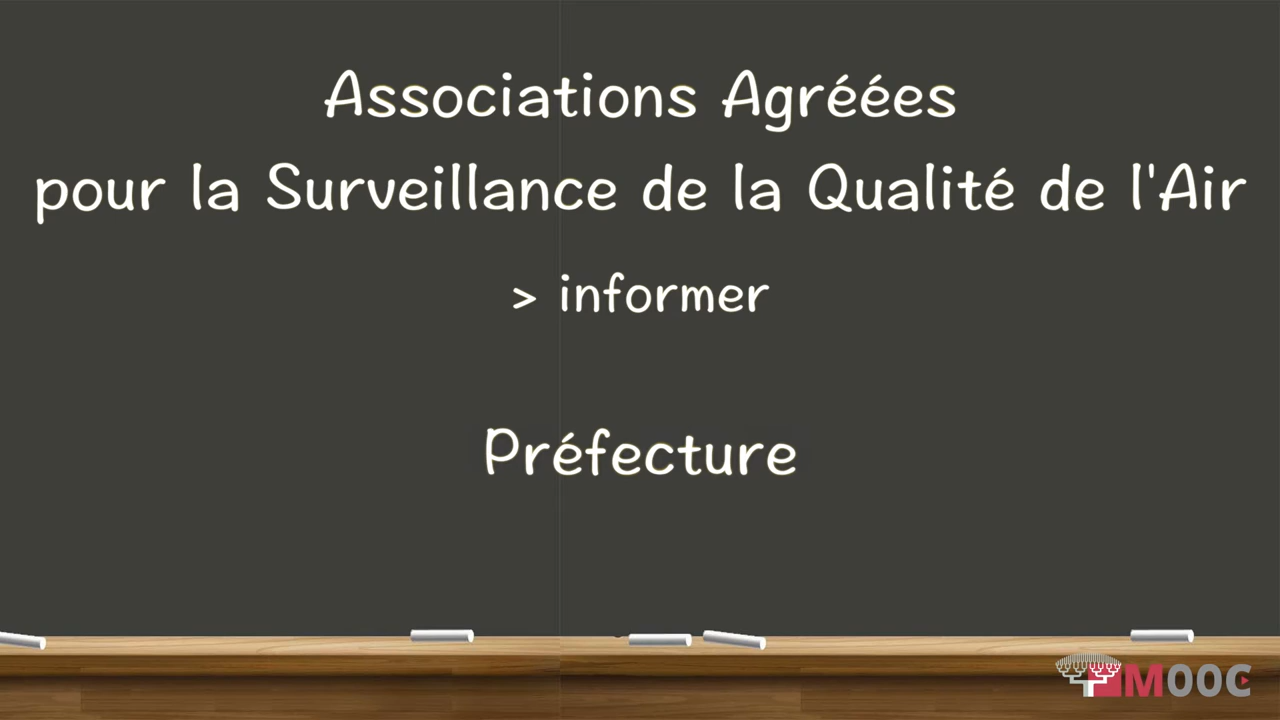 Associations Agréées
pour la Surveillance de la Qualité de l'Air
> informer
Préfecture
MOOC